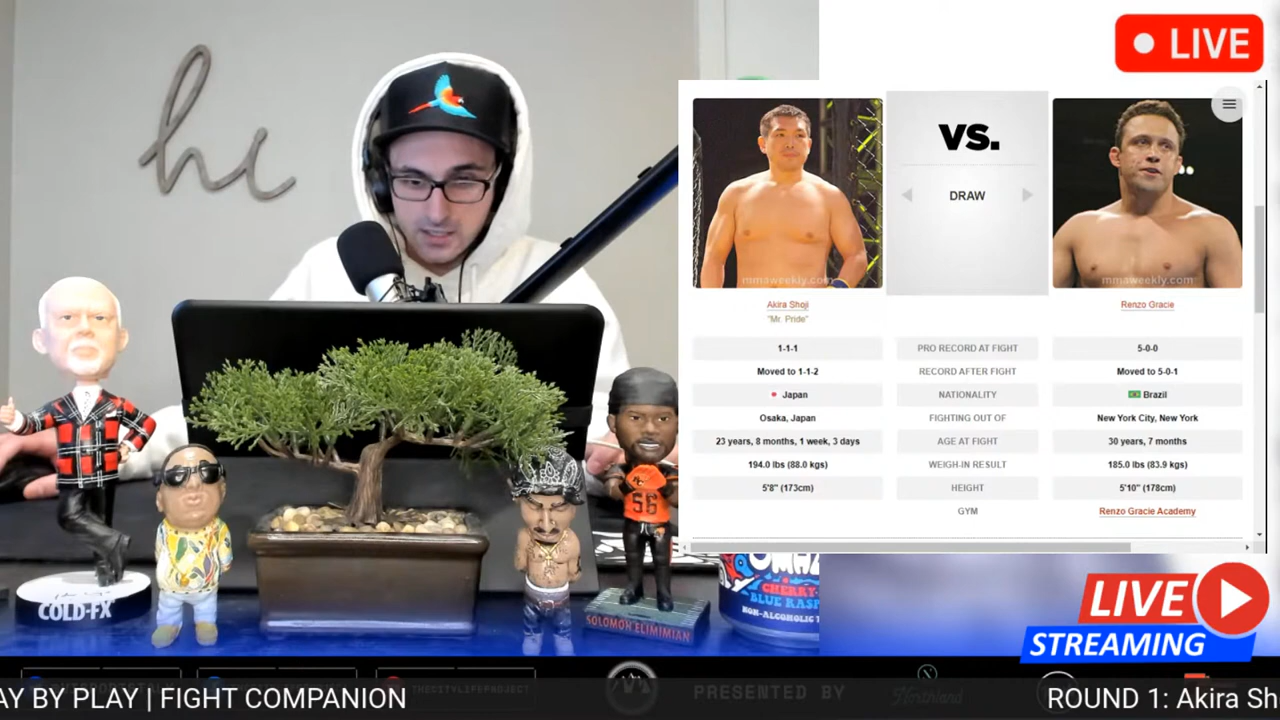 hi
LIVE
VS.
DRAW
mmaweekly.com
mmaweekly.com
Akira Shoji
"Mr. Pride"
Renzo Gracie
1-1-1 PRO RECORD AT FIGHT 5-0-0
Moved to 1-1-2 RECORD AFTER FIGHT Moved to 5-0-1
Japan NATIONALITY Brazil
Osaka, Japan FIGHTING OUT OF New York City, New York
23 years, 8 months, 1 week, 3 days AGE AT FIGHT 30 years, 7 months
194.0 lbs (88.0 kgs) WEIGH-IN RESULT 185.0 lbs (83.9 kgs)
5'8" (173cm) HEIGHT 5'10" (178cm)
GYM Renzo Gracie Academy
56
COLD-FX
SOLOMON ELIMIMIAN
CHERRY
BLUE RASP
NON-ALCOHOLIC
LIVE
STREAMING
THECITYLIFEPROJECT
PRESENTED BY
Northland
AY BY PLAY | FIGHT COMPANION
ROUND 1: Akira Sh